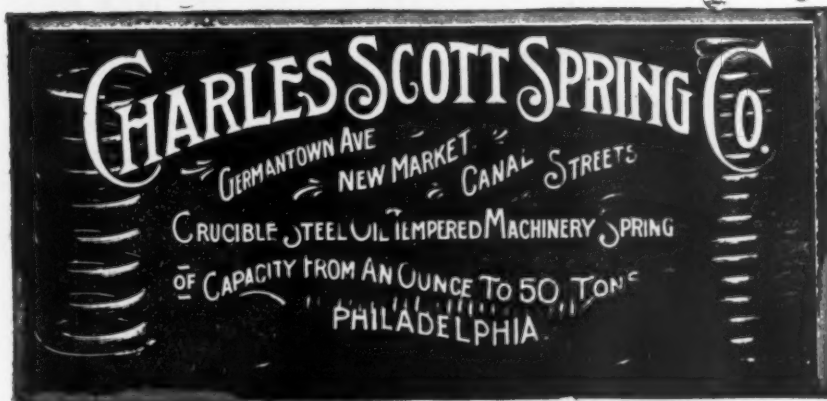 CHARLES SCOTT SPRING CO.
GERMANTOWN AVE NEW MARKET CANAL STREETS
CRUCIBLE STEEL OIL TEMPERED MACHINERY SPRING
OF CAPACITY FROM AN OUNCE TO 50 TONS
PHILADELPHIA.